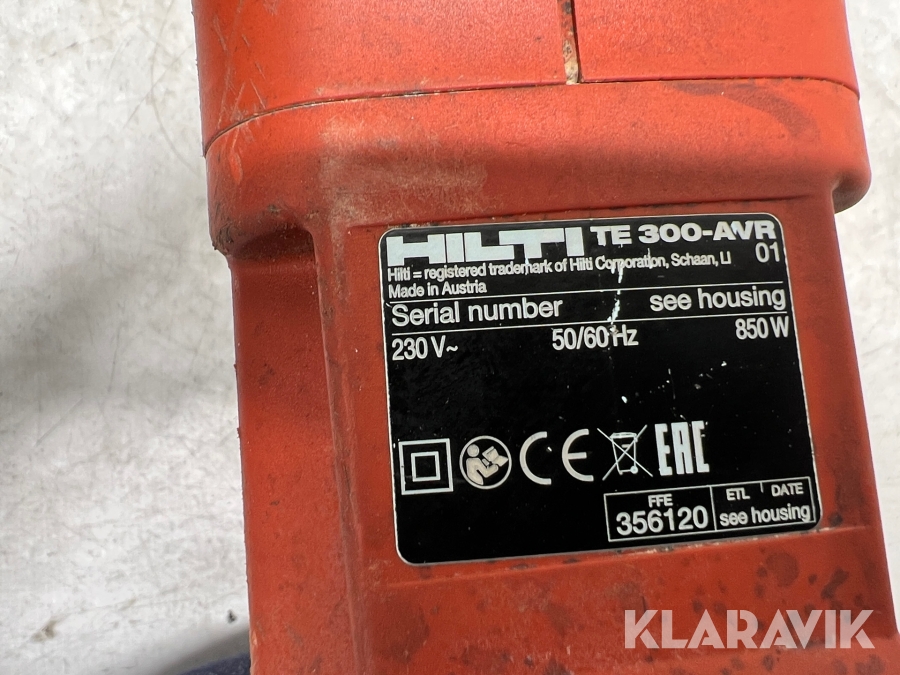 HILTI TE 300-AVR
Hilti = registered trademark of Hilti Corporation, Schaan, LI 01
Made in Austria
Serial number see housing
230 V~ 50/60 Hz 850 W
CE EAC
FFE ETL DATE
356120 see housing
KLARAVIK